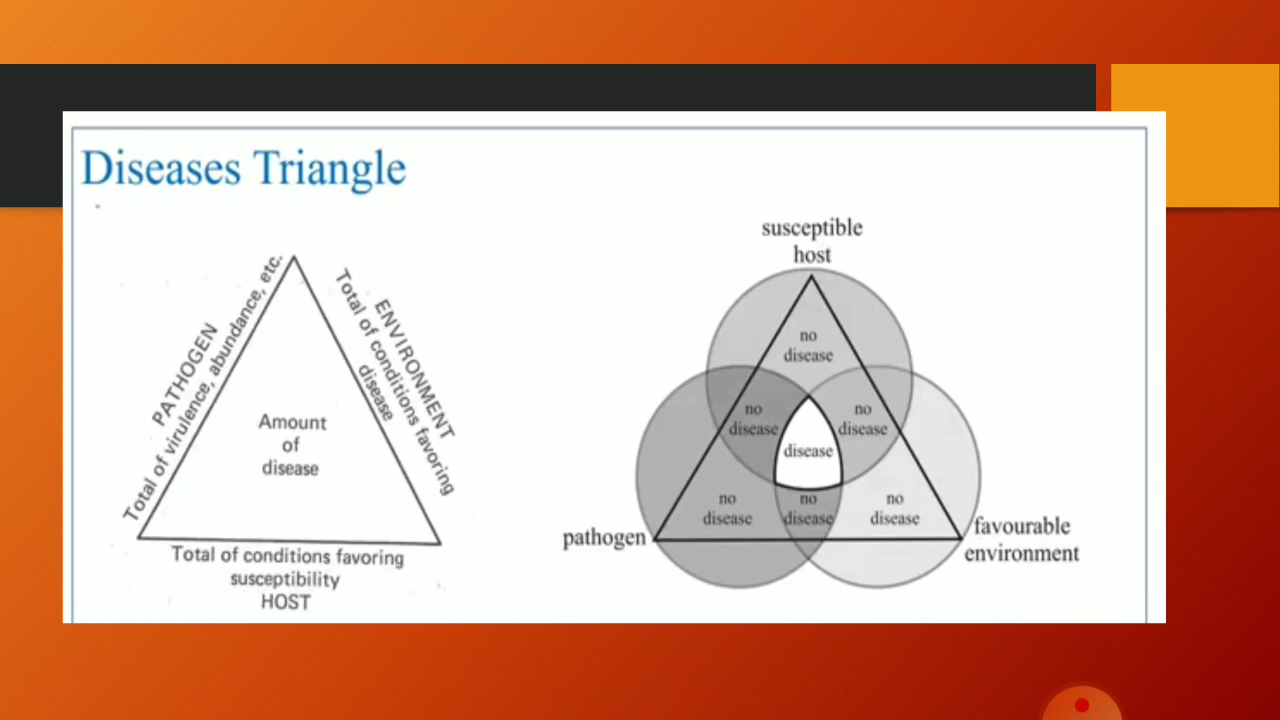 Diseases Triangle
PATHOGEN
Total of virulence, abundance, etc.
ENVIRONMENT
Total of conditions favoring
disease
Amount
of
disease
Total of conditions favoring
susceptibility
HOST
susceptible
host
no
disease
no
disease
no
disease
disease
no
disease
no
disease
no
disease
pathogen
favourable
environment